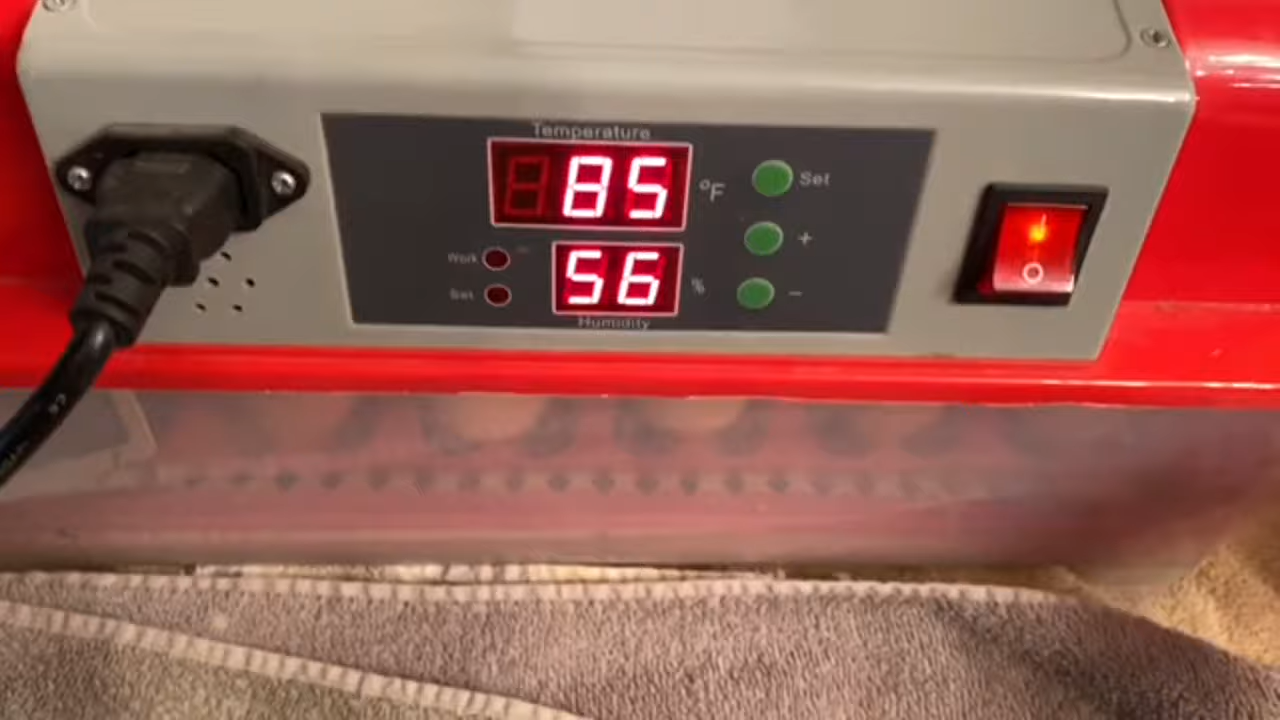 Temperature
85 °F
Set
+
Work
Set
56 %
-
Humidity